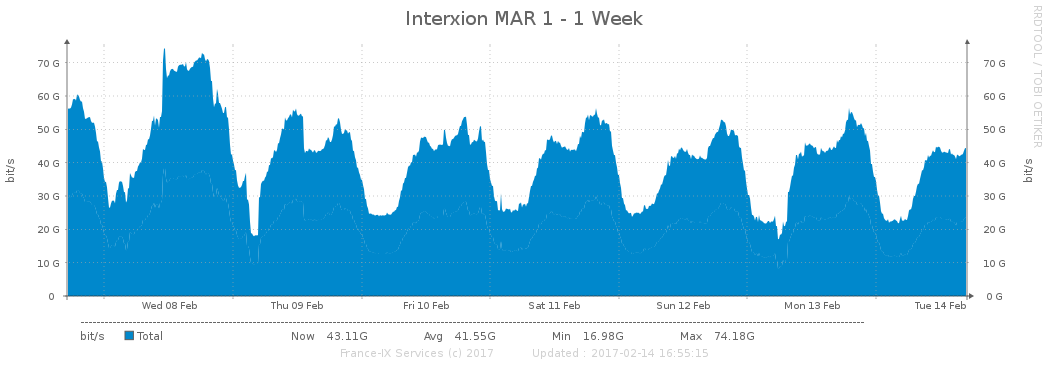 Interxion MAR 1 - 1 Week
RRDTOOL / TOBI OETIKER
bit/s
70 G 70 G
60 G 60 G
50 G 50 G
40 G 40 G
30 G 30 G
20 G 20 G
10 G 10 G
0 0 G
bit/s
Wed 08 Feb Thu 09 Feb Fri 10 Feb Sat 11 Feb Sun 12 Feb Mon 13 Feb Tue 14 Feb
bit/s Total Now 43.11G Avg 41.55G Min 16.98G Max 74.18G
France-IX Services (c) 2017 Updated : 2017-02-14 16:55:15